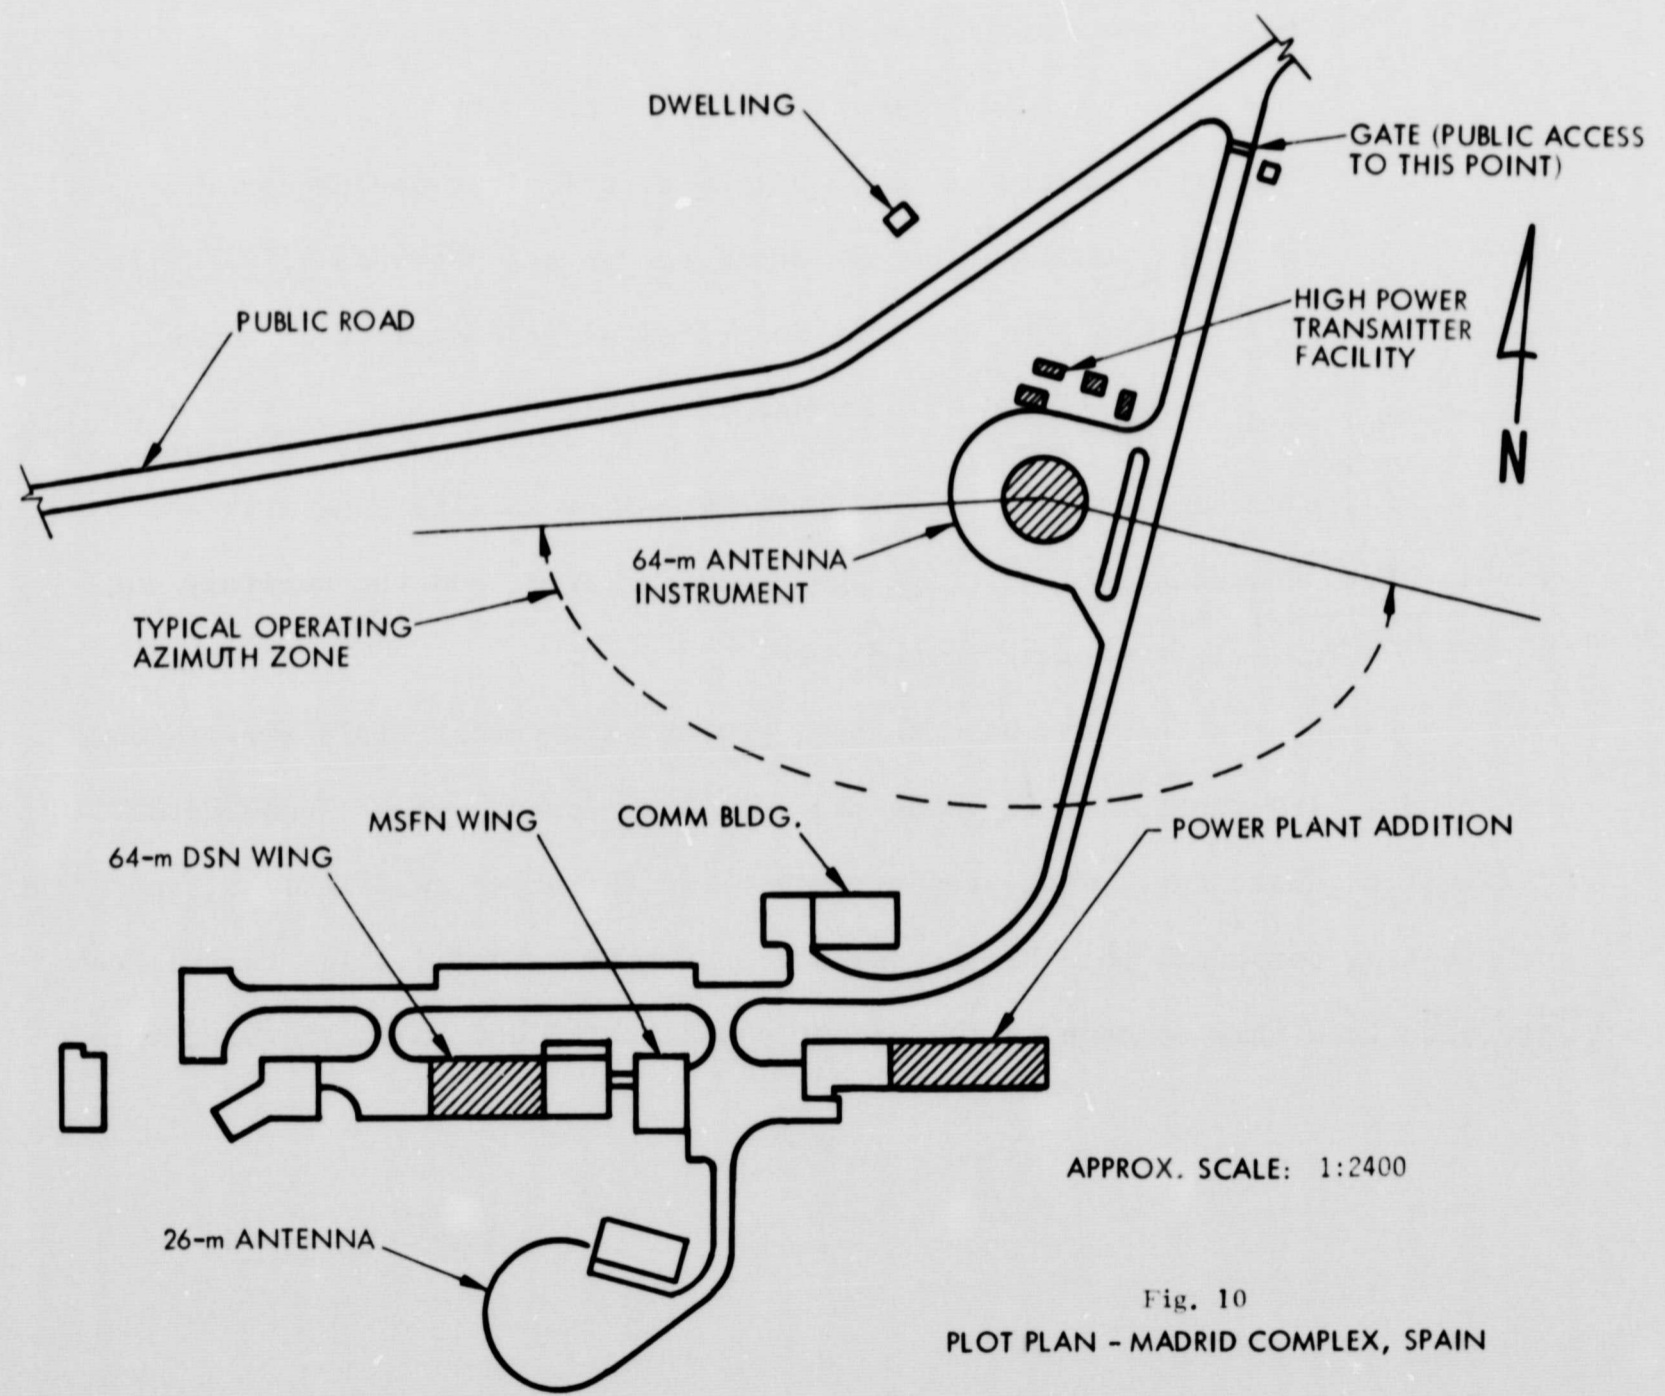 DWELLING
GATE (PUBLIC ACCESS
TO THIS POINT)
PUBLIC ROAD
HIGH POWER
TRANSMITTER
FACILITY
N
64-m ANTENNA
INSTRUMENT
TYPICAL OPERATING
AZIMUTH ZONE
MSFN WING
COMM BLDG.
POWER PLANT ADDITION
64-m DSN WING
APPROX. SCALE: 1:2400
26-m ANTENNA
Fig. 10
PLOT PLAN - MADRID COMPLEX, SPAIN